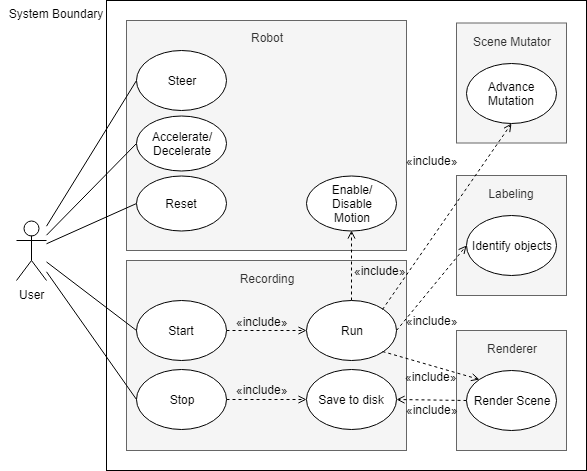 System Boundary
Robot
Scene Mutator
Steer
Advance
Mutation
Accelerate/
Decelerate
«include»
Reset
Enable/
Disable
Motion
Labeling
Identify objects
User
Recording
«include»
Start
«include»
Run
«include»
Renderer
Stop
«include»
Save to disk
«include»
«include»
Render Scene